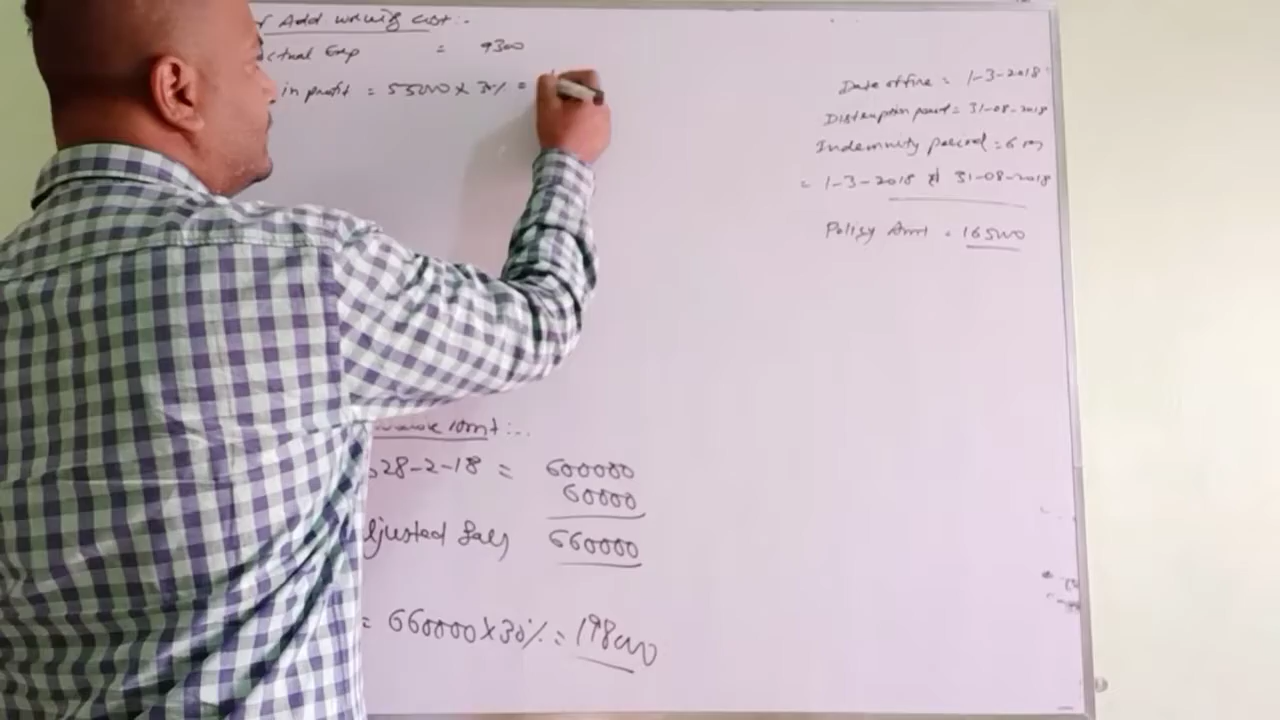 Add working cost:-
ctual Exp = 9300
in profit = 55000 x 30% =
Date of fire = 1-3-2018
Indemnity period = 6 m
= 1-3-2018 31-08-2018
Policy Amt = 165000
Amt:-
28-2-18 = 600000
60000
djusted Sales 660000
= 660000 X 30% = 198000